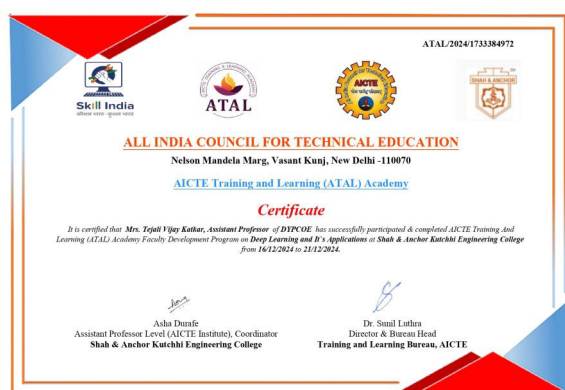 ATAL/2024/1733384972
Skill India
कौशल भारत - कुशल भारत
ATAL
AICTE
SHAH & ANCHOR
ALL INDIA COUNCIL FOR TECHNICAL EDUCATION
Nelson Mandela Marg, Vasant Kunj, New Delhi -110070
AICTE Training and Learning (ATAL) Academy
Certificate
It is certified that Mrs. Tejali Vijay Katkar, Assistant Professor of DYPCOE has successfully participated & completed AICTE Training And
Learning (ATAL) Academy Faculty Development Program on Deep Learning and It's Applications at Shah & Anchor Kutchhi Engineering College
from 16/12/2024 to 21/12/2024.
Asha Durafe
Assistant Professor Level (AICTE Institute), Coordinator
Shah & Anchor Kutchhi Engineering College
Dr. Sunil Luthra
Director & Bureau Head
Training and Learning Bureau, AICTE